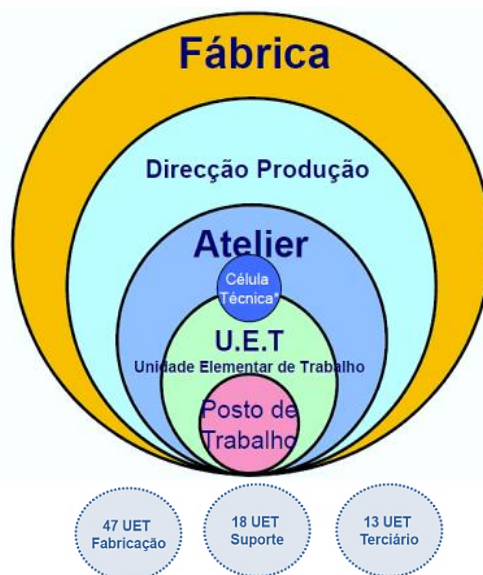 Fábrica
Direcção Produção
Atelier
Célula
Técnica*
U.E.T
Unidade Elementar de Trabalho
Posto de
Trabalho
47 UET
Fabricação
18 UET
Suporte
13 UET
Terciário